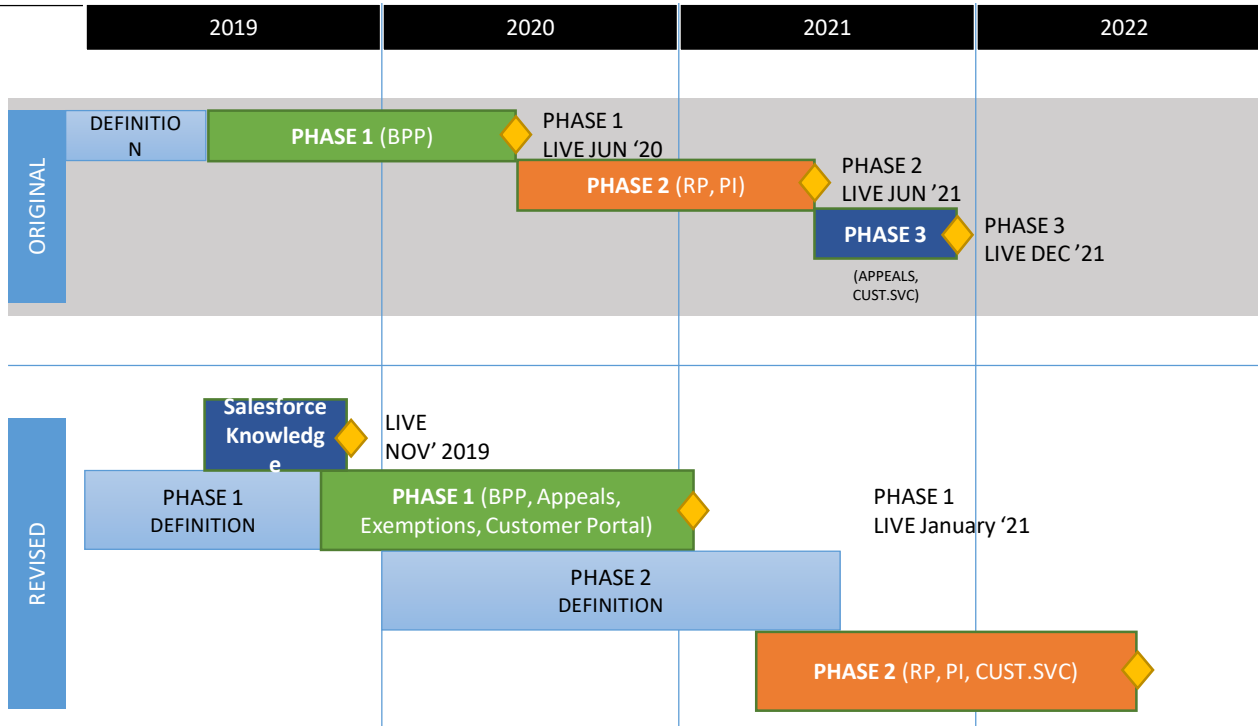 2019
2020
2021
2022
ORIGINAL
DEFINITIO
N
PHASE 1 (BPP)
PHASE 1
LIVE JUN ‘20
PHASE 2 (RP, PI)
PHASE 2
LIVE JUN ’21
PHASE 3
(APPEALS,
CUST.SVC)
PHASE 3
LIVE DEC ’21
REVISED
Salesforce
Knowledg
e
LIVE
NOV’ 2019
PHASE 1
DEFINITION
PHASE 1 (BPP, Appeals,
Exemptions, Customer Portal)
PHASE 1
LIVE January ‘21
PHASE 2
DEFINITION
PHASE 2 (RP, PI, CUST.SVC)